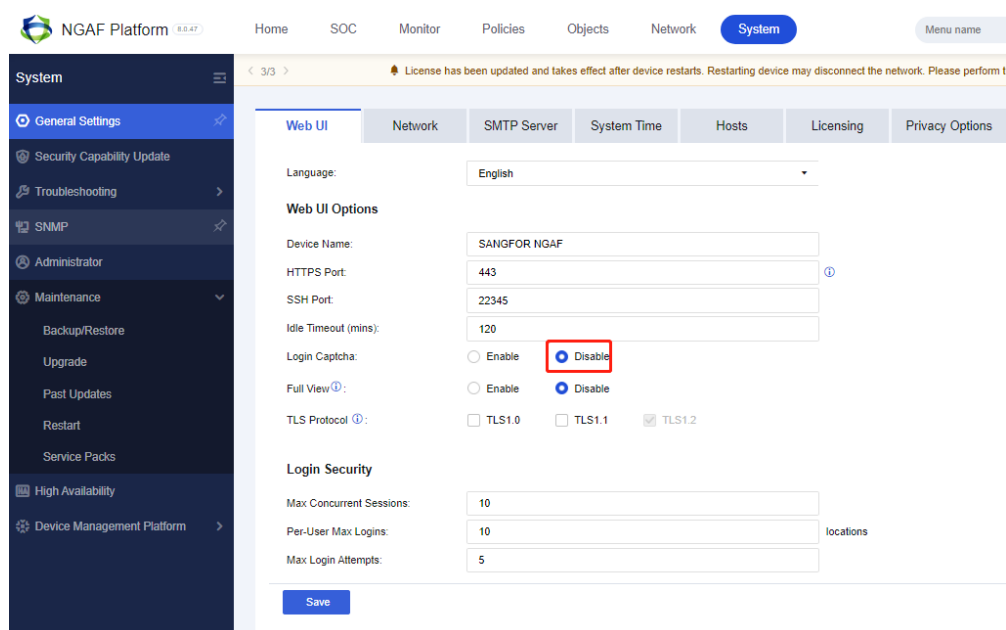 NGAF Platform 8.0.47 Home SOC Monitor Policies Objects Network System Menu name
System
3/3 License has been updated and takes effect after device restarts. Restarting device may disconnect the network. Please perform t
General Settings
Security Capability Update
Troubleshooting
SNMP
Administrator
Maintenance
Backup/Restore
Upgrade
Past Updates
Restart
Service Packs
High Availability
Device Management Platform
Web UI Network SMTP Server System Time Hosts Licensing Privacy Options
Language: English
Web UI Options
Device Name: SANGFOR NGAF
HTTPS Port: 443
SSH Port: 22345
Idle Timeout (mins): 120
Login Captcha: Enable Disable
Full View : Enable Disable
TLS Protocol : TLS1.0 TLS1.1 TLS1.2
Login Security
Max Concurrent Sessions: 10
Per-User Max Logins: 10 locations
Max Login Attempts: 5
Save